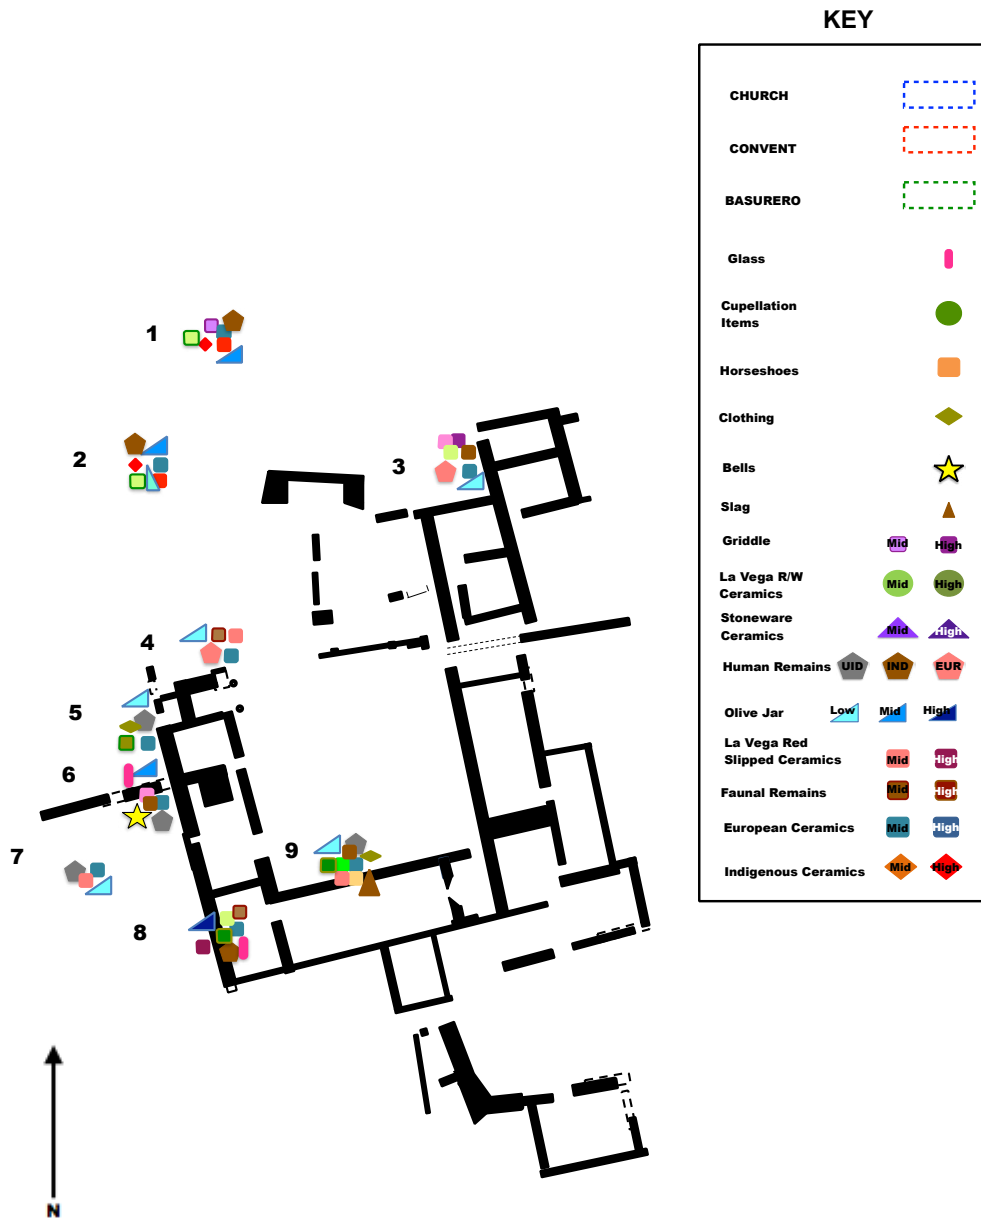 KEY
CHURCH
CONVENT
BASURERO
Glass
Cupellation
Items
Horseshoes
Clothing
Bells
Slag
Griddle Mid High
La Vega R/W
Ceramics Mid High
Stoneware
Ceramics Mid High
Human Remains UID IND EUR
Olive Jar Low Mid High
La Vega Red
Slipped Ceramics Mid High
Faunal Remains Mid High
European Ceramics Mid High
Indigenous Ceramics Mid High
1
2
3
4
5
6
7
8
9
N